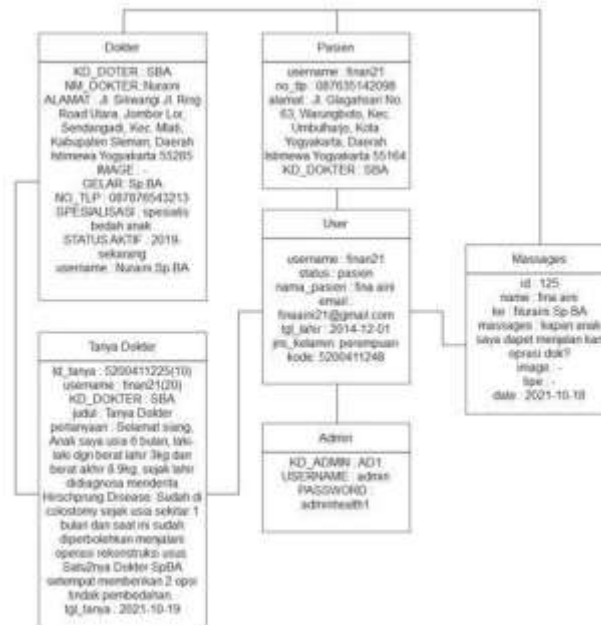 Dokter
KD_DOTER : SBA
NM_DOKTER: Nuraini
ALAMAT : Jl. Siliwangi Jl. Ring
Road Utara, Jombor Lor,
Sendangadi, Kec. Mlati,
Kabupaten Sleman, Daerah
Istimewa Yogyakarta 55285
IMAGE : -
GELAR: Sp.BA
NO_TLP : 087876543213
SPESIALISASI : spesialis
bedah anak
STATUS AKTIF : 2019-
sekarang
username : Nuraini Sp.BA
Pasien
username : finan21
no_tlp : 087635142098
alamat : Jl. Glagahsari No.
63, Warungboto, Kec.
Umbulharjo, Kota
Yogyakarta, Daerah
Istimewa Yogyakarta 55164
KD_DOKTER : SBA
User
username : finan21
status : pasien
nama_pasien : fina aini
email :
finaaini21@gmail.com
tgl_lahir : 2014-12-01
jns_kelamin : perempuan
kode: 5200411248
Massages
id : 125
name : fina aini
ke : Nuraini Sp.BA
massages : kapan anak
saya dapat menjalan kan
oprasi dok?
image : -
tipe : -
date : 2021-10-18
Tanya Dokter
id_tanya : 5200411225(10)
username : finan21(20)
KD_DOKTER : SBA
judul : Tanya Dokter
pertanyaan : Selamat siang,
Anak saya usia 6 bulan, laki-
laki dgn berat lahir 3kg dan
berat akhir 8.9kg, sejak lahir
didiagnosa menderita
Hirschprung Disease. Sudah di
colostomy sejak usia sekitar 1
bulan dan saat ini sudah
diperbolehkan menjalani
operasi rekonstruksi usus.
Satu2nya Dokter SpBA
setempat memberikan 2 opsi
tindak pembedahan.
tgl_tanya : 2021-10-19
Admin
KD_ADMIN : AD1
USERNAME : admin
PASSWORD :
adminhealth1